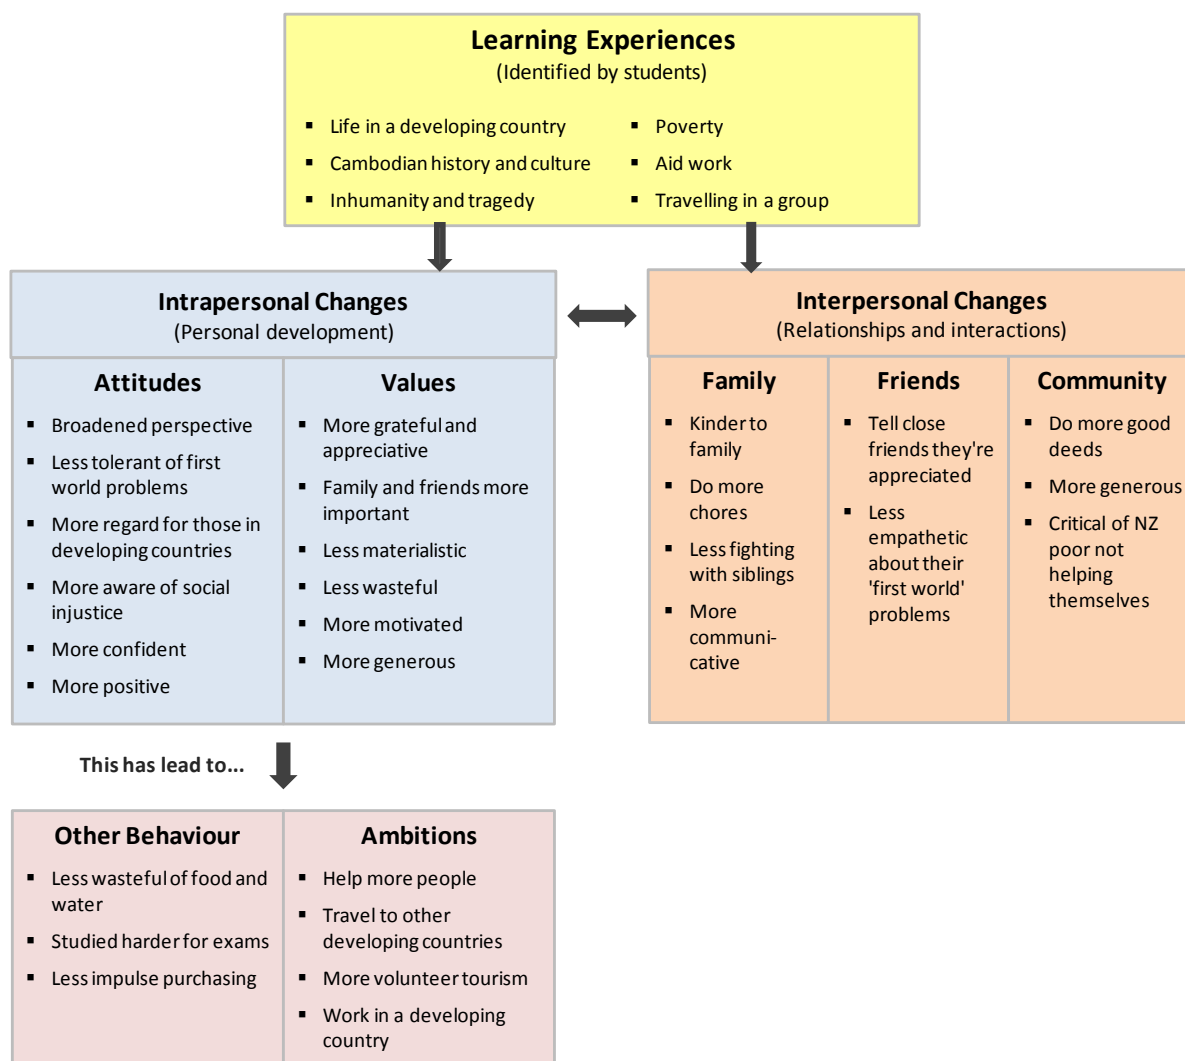 Learning Experiences
(Identified by students)
▪ Life in a developing country
▪ Cambodian history and culture
▪ Inhumanity and tragedy
▪ Poverty
▪ Aid work
▪ Travelling in a group
Intrapersonal Changes
(Personal development)
Attitudes
▪ Broadened perspective
▪ Less tolerant of first
world problems
▪ More regard for those in
developing countries
▪ More aware of social
injustice
▪ More confident
▪ More positive
Values
▪ More grateful and
appreciative
▪ Family and friends more
important
▪ Less materialistic
▪ Less wasteful
▪ More motivated
▪ More generous
Interpersonal Changes
(Relationships and interactions)
Family
▪ Kinder to
family
▪ Do more
chores
▪ Less fighting
with siblings
▪ More
communi-
cative
Friends
▪ Tell close
friends they're
appreciated
▪ Less
empathetic
about their
'first world'
problems
Community
▪ Do more good
deeds
▪ More generous
▪ Critical of NZ
poor not
helping
themselves
This has lead to...
Other Behaviour
▪ Less wasteful of food and
water
▪ Studied harder for exams
▪ Less impulse purchasing
Ambitions
▪ Help more people
▪ Travel to other
developing countries
▪ More volunteer tourism
▪ Work in a developing
country